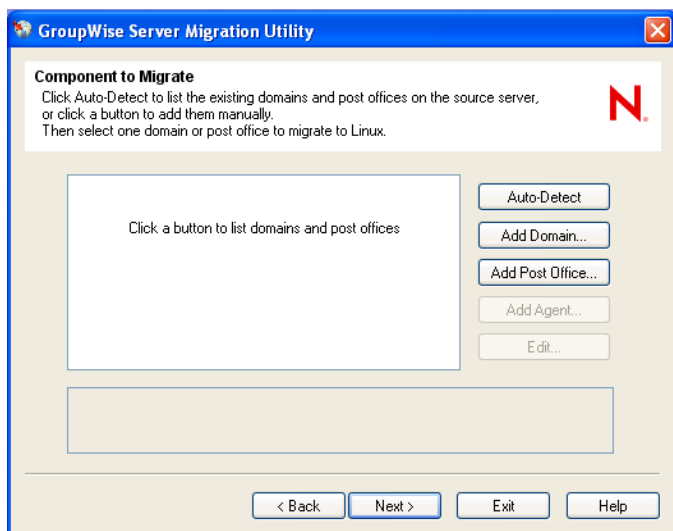 GroupWise Server Migration Utility
Component to Migrate
Click Auto-Detect to list the existing domains and post offices on the source server,
or click a button to add them manually.
Then select one domain or post office to migrate to Linux.
N.
Click a button to list domains and post offices
Auto-Detect
Add Domain...
Add Post Office...
Add Agent...
Edit...
< Back
Next >
Exit
Help